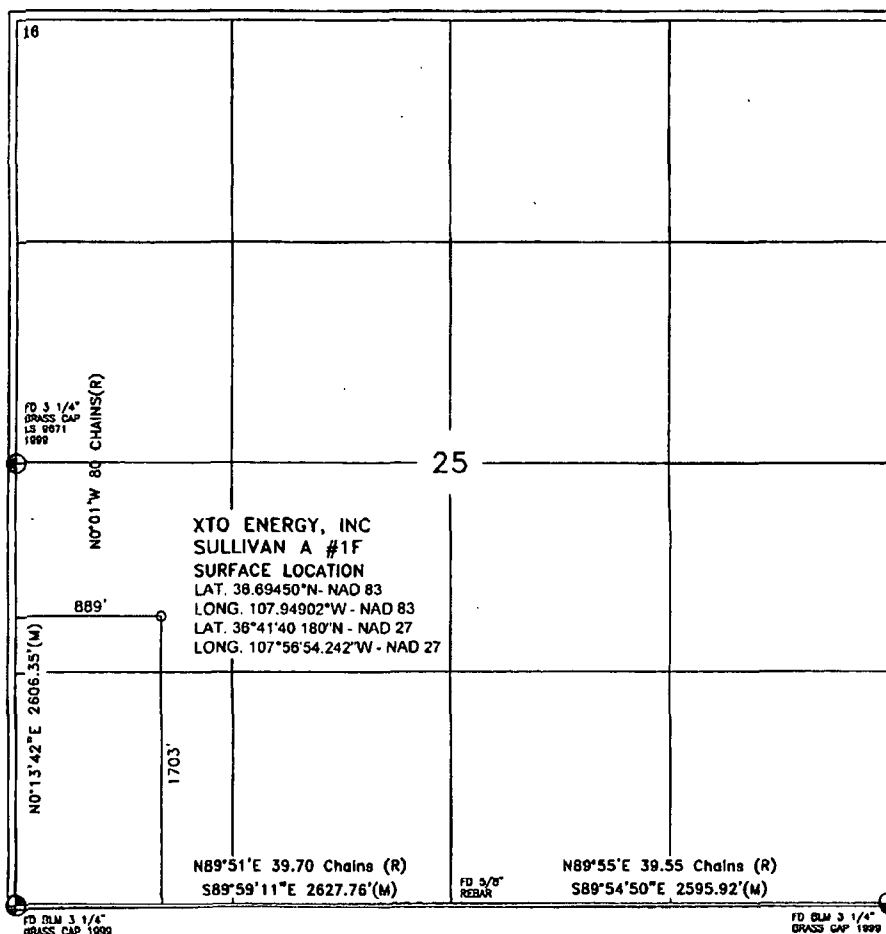 16
FD 3 1/4"
BRASS CAP
LS 9671
1999
N0°01'W 80 CHAINS(R)
25
XTO ENERGY, INC
SULLIVAN A #1F
SURFACE LOCATION
LAT. 36.69450°N- NAD 83
LONG. 107.94902°W - NAD 83
LAT. 36°41'40 180"N - NAD 27
LONG. 107°56'54.242"W - NAD 27
889'
N0°13'42"E 2606.35'(M)
1703'
N89°51'E 39.70 Chains (R)
S89°59'11"E 2627.76'(M)
FD 5/8"
REBAR
N89°55'E 39.55 Chains (R)
S89°54'50"E 2595.92'(M)
FD BLM 3 1/4"
BRASS CAP 1999
FD BLM 3 1/4"
BRASS CAP 1999